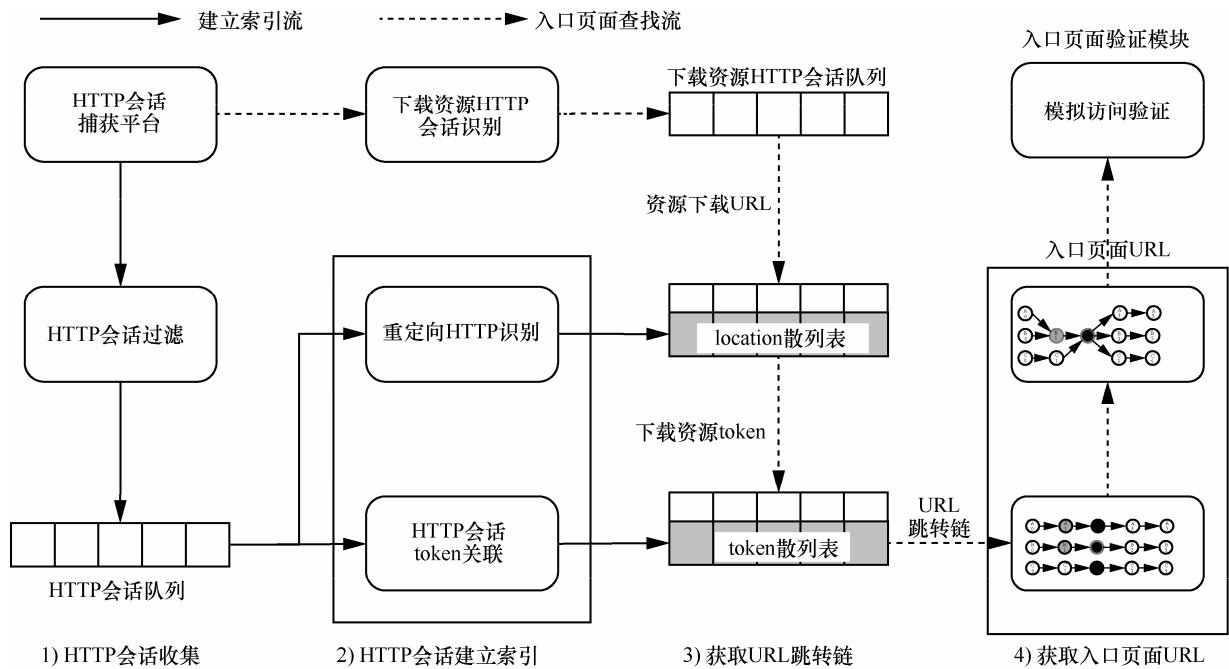 建立索引流
入口页面查找流
HTTP会话
捕获平台
下载资源HTTP
会话识别
下载资源HTTP会话队列
入口页面验证模块
模拟访问验证
资源下载URL
入口页面URL
HTTP会话过滤
重定向HTTP识别
location散列表
下载资源token
HTTP会话队列
HTTP会话
token关联
token散列表
URL
跳转链
1) HTTP会话收集
2) HTTP会话建立索引
3) 获取URL跳转链
4) 获取入口页面URL